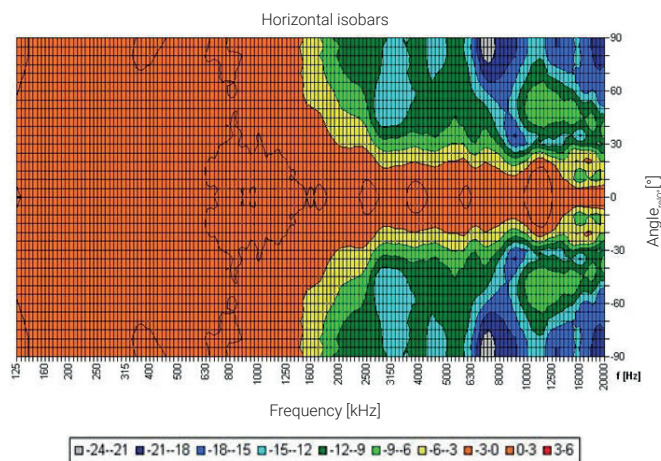 Horizontal isobars
90
60
30
0
-30
-60
-90
Angle rel0° [°]
125 160 200 250 315 400 500 630 800 1000 1250 1600 2000 2500 3150 4000 5000 6300 8000 10000 12500 16000 20000 f [Hz]
Frequency [kHz]
-24--21 -21--18 -18--15 -15--12 -12--9 -9--6 -6--3 -3-0 0-3 3-6